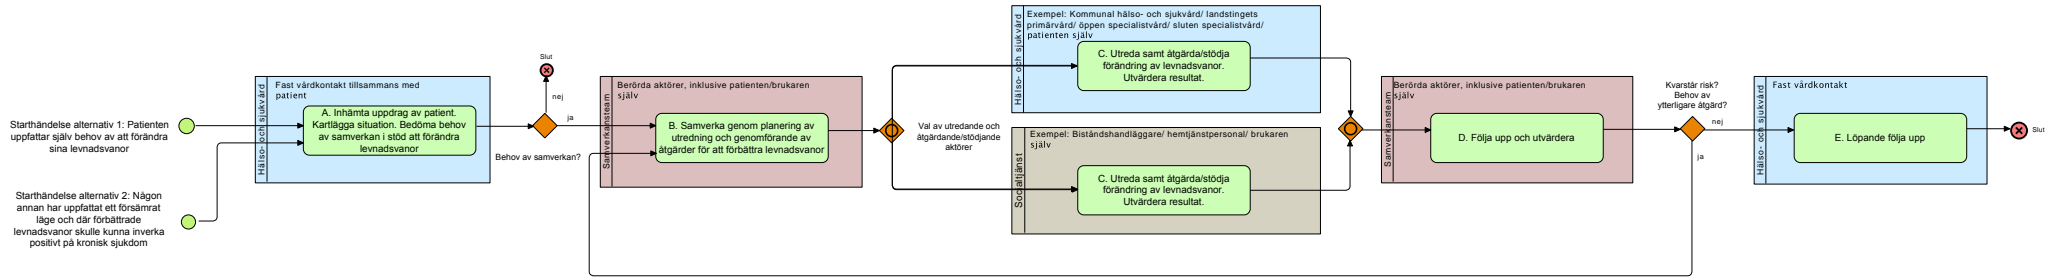 Starthändelse alternativ 1: Patienten
uppfattar själv behov av att förändra
sina levnadsvanor
Starthändelse alternativ 2: Någon
annan har uppfattat ett försämrat
läge och där förbättrade
levnadsvanor skulle kunna inverka
positivt på kronisk sjukdom
Hälso- och sjukvård
Fast vårdkontakt tillsammans med
patient
A. Inhämta uppdrag av patient.
Kartlägga situation. Bedöma behov
av samverkan i stöd att förändra
levnadsvanor
Slut
nej
ja
Behov av samverkan?
Samverkansteam
Berörda aktörer, inklusive patienten/brukaren
själv
B. Samverka genom planering av
utredning och genomförande av
åtgärder för att förbättra levnadsvanor
Val av utredande och
åtgärdande/stödjande
aktörer
Hälso- och sjukvård
Exempel: Kommunal hälso- och sjukvård/ landstingets
primärvård/ öppen specialistvård/ sluten specialistvård/
patienten själv
C. Utreda samt åtgärda/stödja
förändring av levnadsvanor.
Utvärdera resultat.
Socialtjänst
Exempel: Biståndshandläggare/ hemtjänstpersonal/ brukaren
själv
C. Utreda samt åtgärda/stödja
förändring av levnadsvanor.
Utvärdera resultat.
Samverkansteam
Berörda aktörer, inklusive patienten/brukaren
själv
D. Följa upp och utvärdera
Kvarstår risk?
Behov av
ytterligare åtgärd?
nej
ja
Hälso- och sjukvård
Fast vårdkontakt
E. Löpande följa upp
Slut